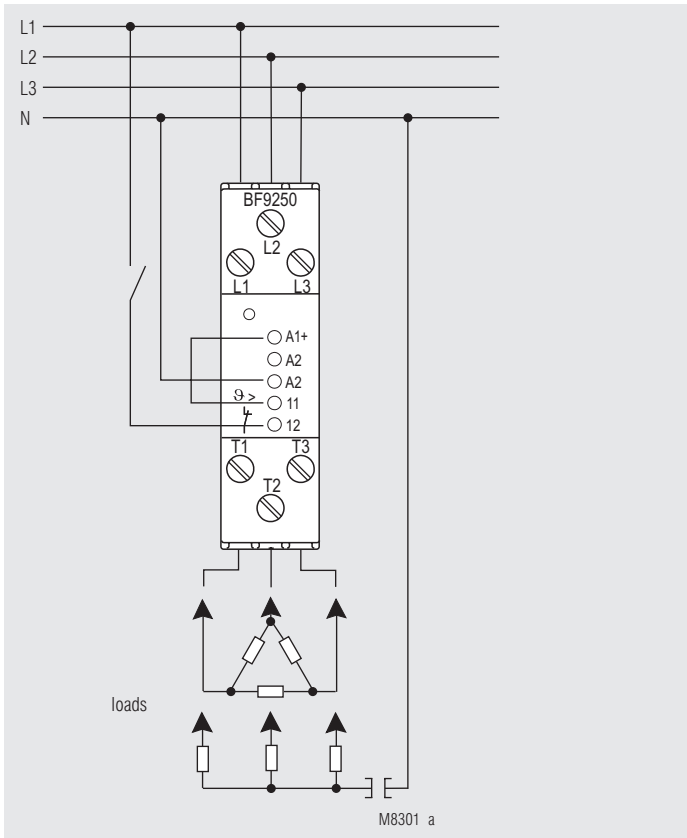 L1
L2
L3
N
BF9250
L2
L1 L3
A1+
A2
A2
ϑ > 11
12
T1 T3
T2
loads
M8301 a